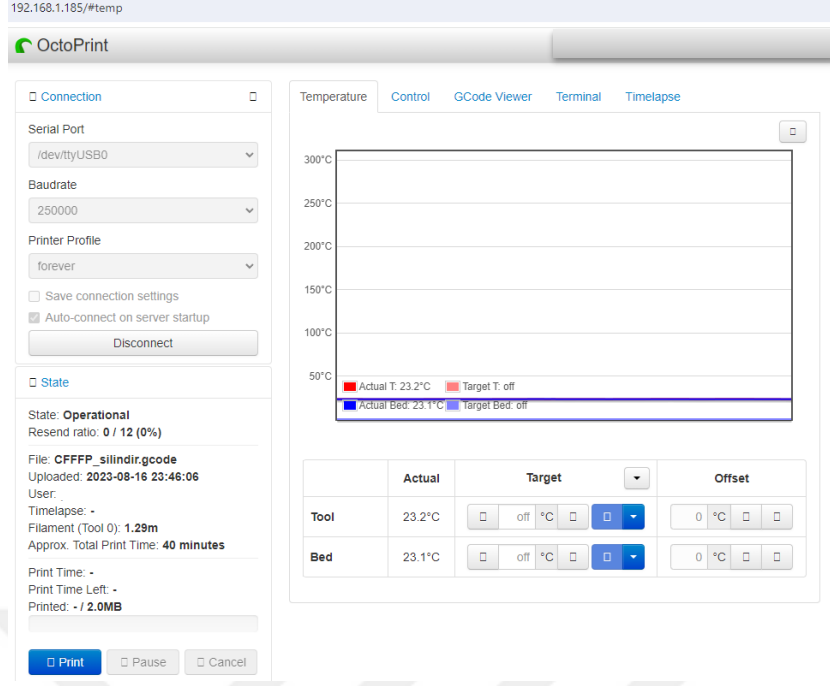 192.168.1.185/#temp
OctoPrint
Connection
Serial Port
/dev/ttyUSB0
Baudrate
250000
Printer Profile
forever
Save connection settings
Auto-connect on server startup
Disconnect
State
State: Operational
Resend ratio: 0 / 12 (0%)
File: CFFFP_silindir.gcode
Uploaded: 2023-08-16 23:46:06
User:
Timelapse: -
Filament (Tool 0): 1.29m
Approx. Total Print Time: 40 minutes
Print Time: -
Print Time Left: -
Printed: - / 2.0MB
Print Pause Cancel
Temperature Control GCode Viewer Terminal Timelapse
300°C
250°C
200°C
150°C
100°C
50°C
Actual T: 23.2°C Target T: off
Actual Bed: 23.1°C Target Bed: off
Actual Target Offset
Tool 23.2°C off °C 0 °C
Bed 23.1°C off °C 0 °C